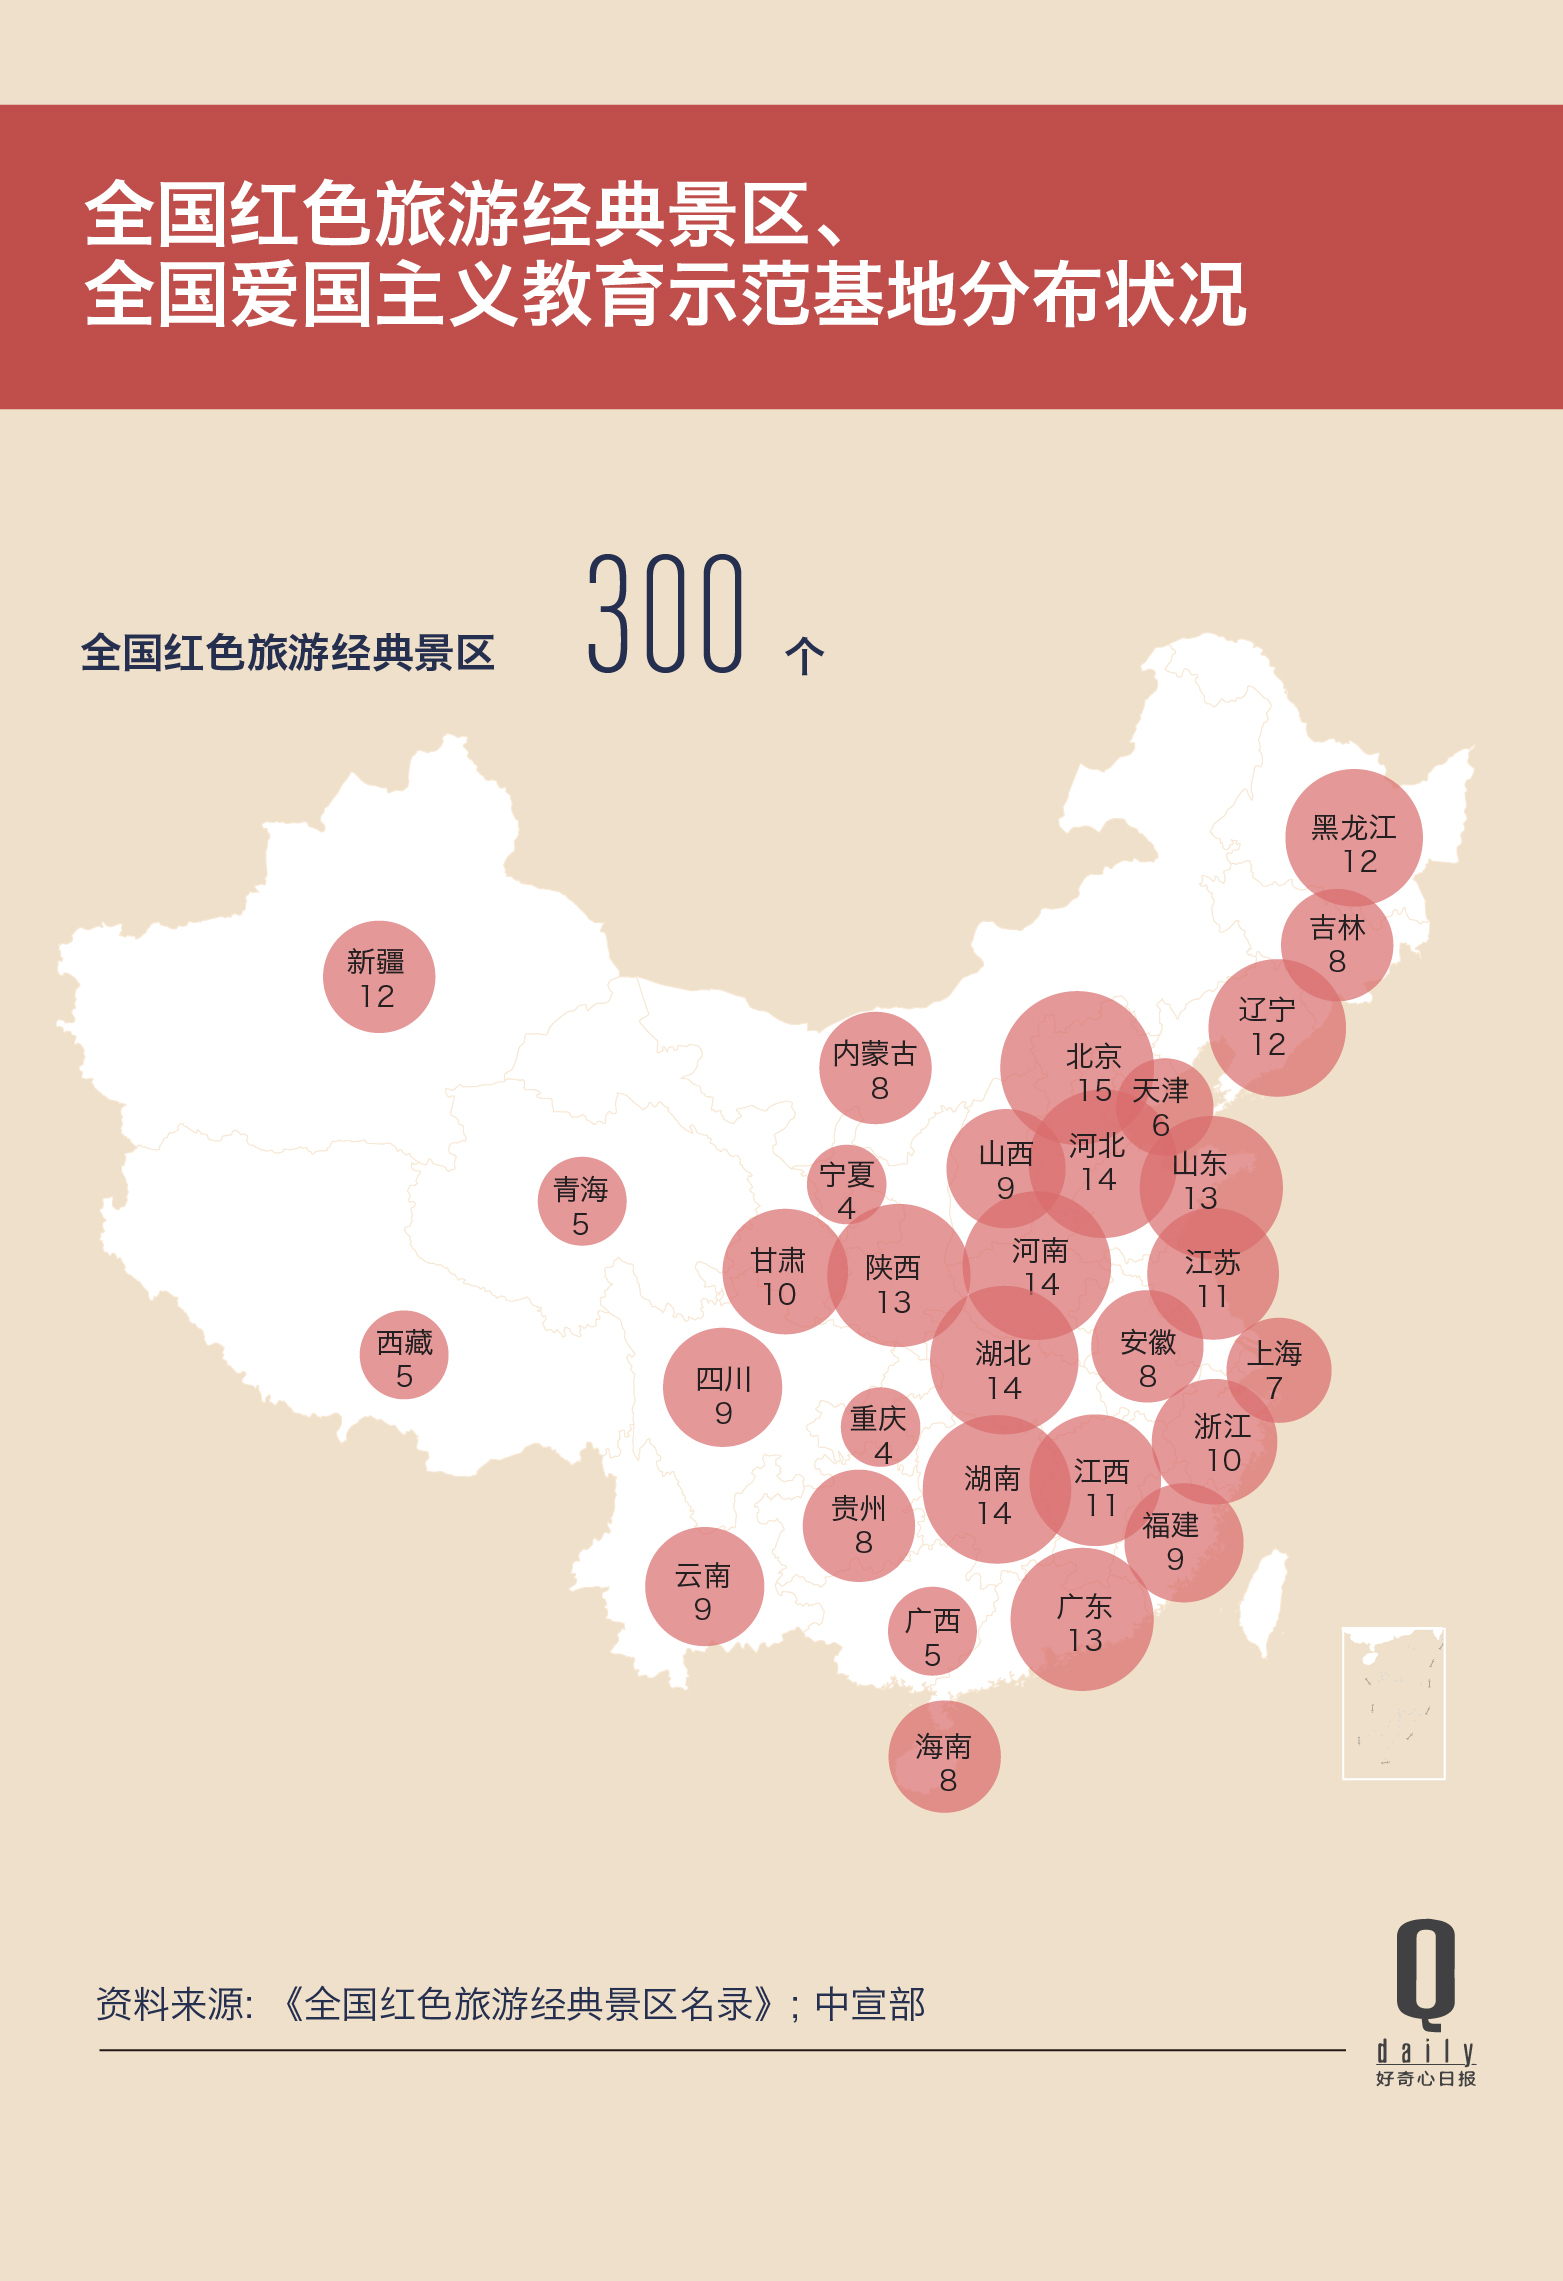 全国红色旅游经典景区、
全国爱国主义教育示范基地分布状况
全国红色旅游经典景区 300 个
黑龙江
12
吉林
8
新疆
12
辽宁
12
内蒙古
8
北京
15
天津
6
山西
9
河北
14
山东
13
宁夏
4
青海
5
甘肃
10
陕西
13
河南
14
江苏
11
西藏
5
四川
9
湖北
14
安徽
8
上海
7
重庆
4
浙江
10
湖南
14
江西
11
贵州
8
福建
9
云南
9
广西
5
广东
13
海南
8
资料来源: 《全国红色旅游经典景区名录》; 中宣部
Q
daily
好奇心日报